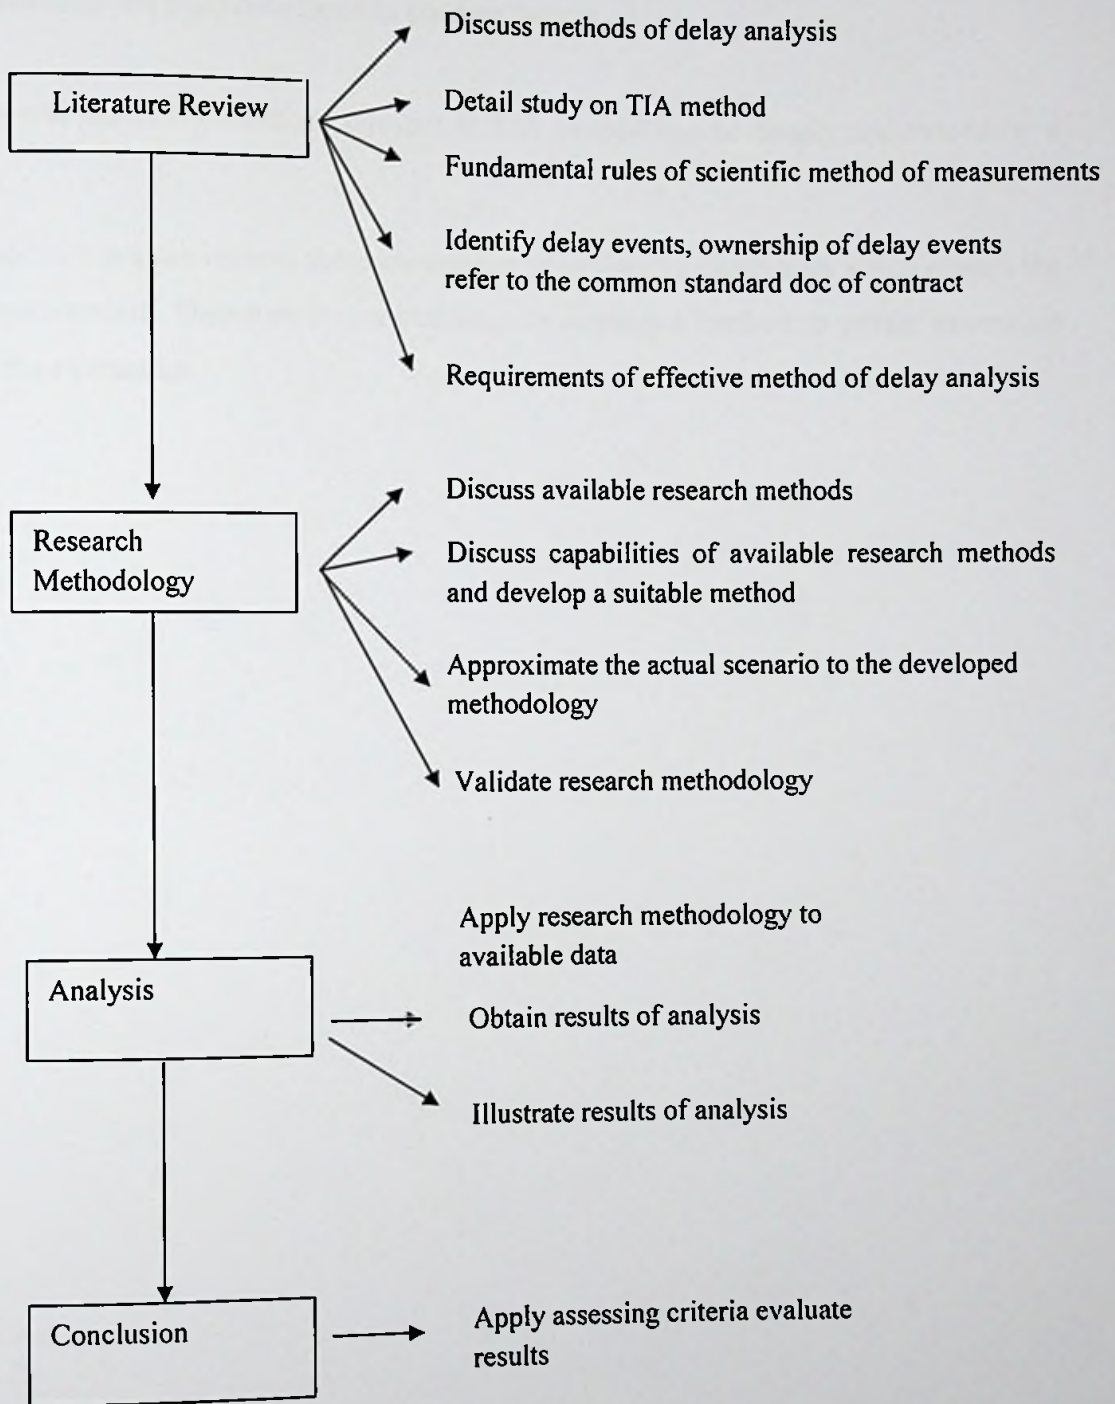 Literature Review
Discuss methods of delay analysis
Detail study on TIA method
Fundamental rules of scientific method of measurements
Identify delay events, ownership of delay events
refer to the common standard doc of contract
Requirements of effective method of delay analysis
Research
Methodology
Discuss available research methods
Discuss capabilities of available research methods
and develop a suitable method
Approximate the actual scenario to the developed
methodology
Validate research methodology
Analysis
Apply research methodology to
available data
Obtain results of analysis
Illustrate results of analysis
Conclusion
Apply assessing criteria evaluate
results